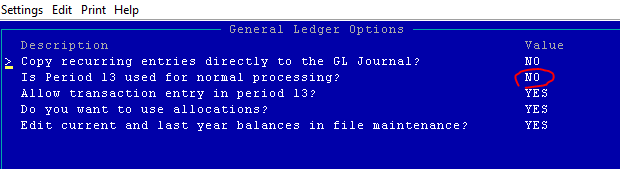 Settings Edit Print Help
General Ledger Options
Description Value
> Copy recurring entries directly to the GL Journal? NO
Is Period 13 used for normal processing? NO
Allow transaction entry in period 13? YES
Do you want to use allocations? YES
Edit current and last year balances in file maintenance? YES